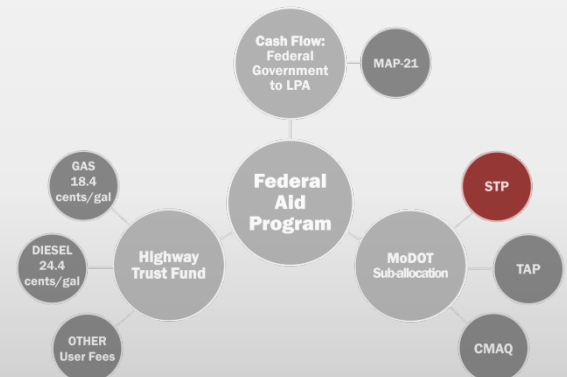 Cash Flow:
Federal
Government
to LPA
MAP-21
GAS
18.4
cents/gal
Federal
Aid
Program
STP
DIESEL
24.4
cents/gal
Highway
Trust Fund
MoDOT
Sub-allocation
TAP
OTHER
User Fees
CMAQ